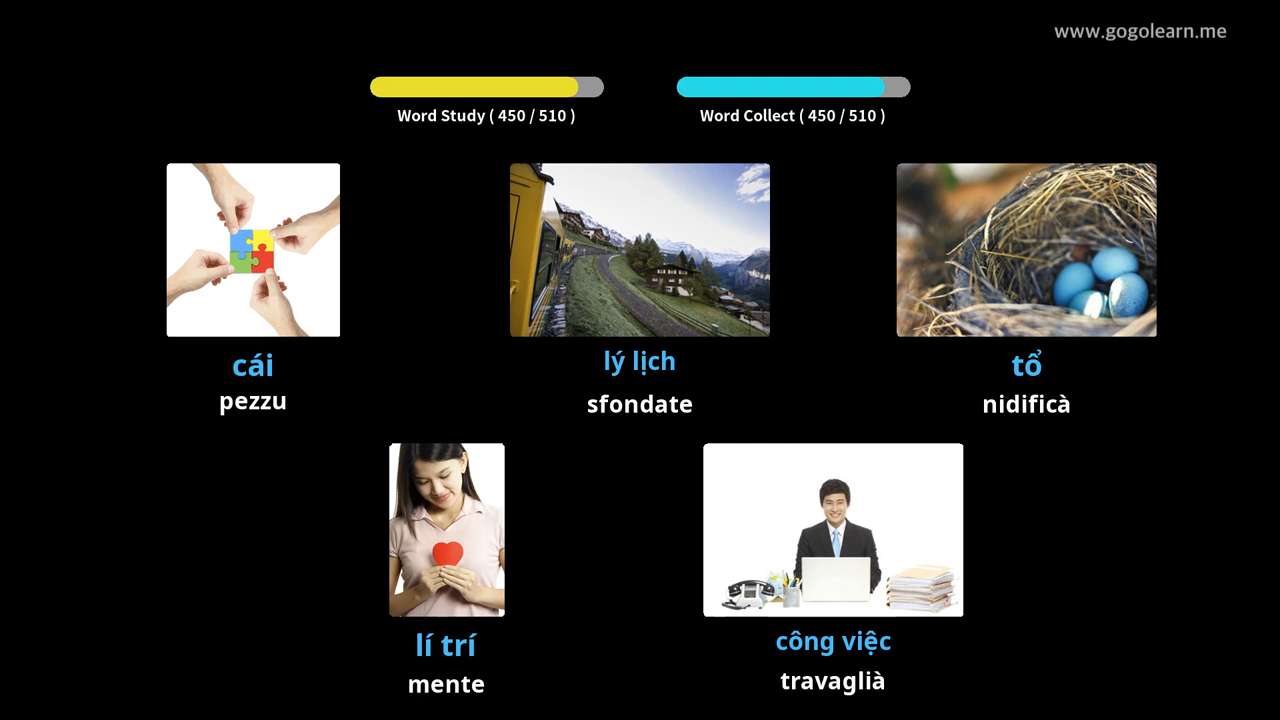 www.gogolearn.me
Word Study ( 450 / 510 )
Word Collect ( 450 / 510 )
cái
pezzu
lý lịch
sfondate
tổ
nidificà
lí trí
mente
công việc
travaglià